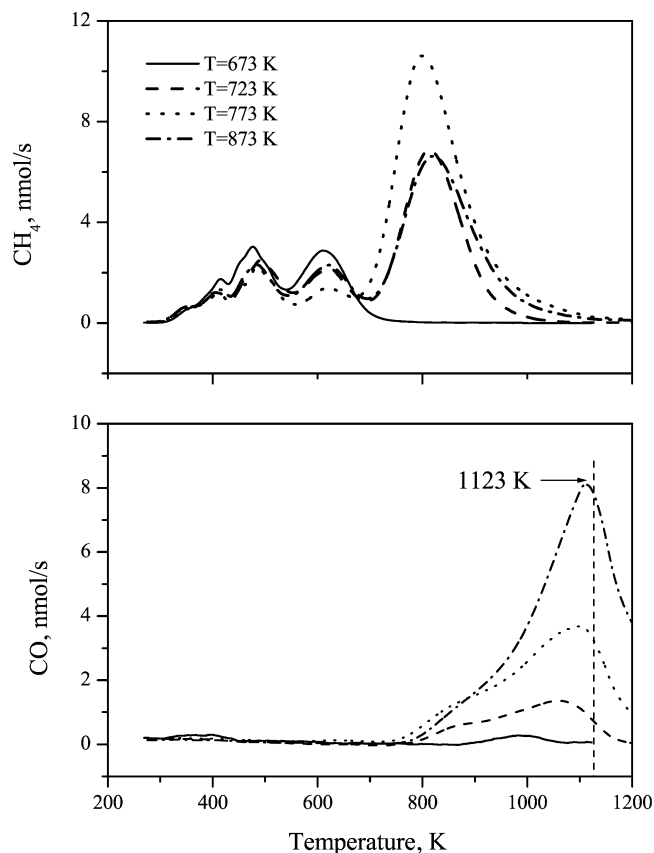 12
8
4
0
CH4, nmol/s
T=673 K
T=723 K
T=773 K
T=873 K
10
8
6
4
2
0
CO, nmol/s
1123 K
200 400 600 800 1000 1200
Temperature, K